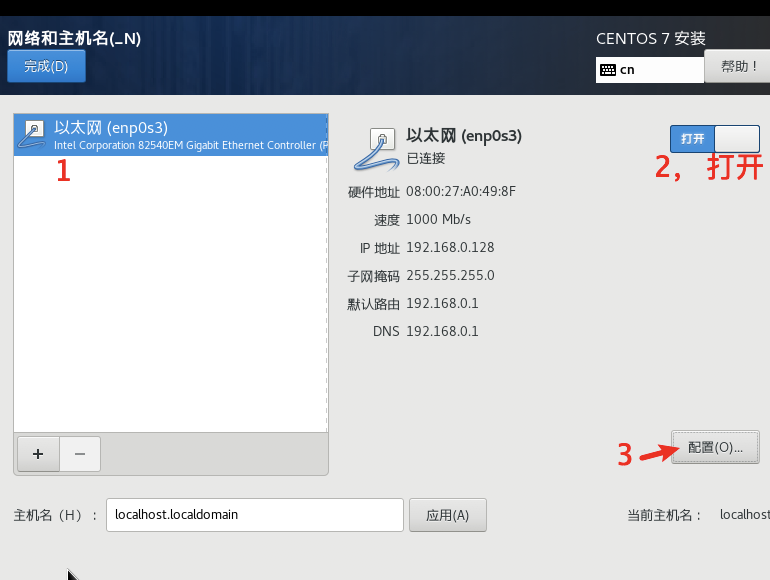 网络和主机名(_N)
CENTOS 7 安装
完成(D)
cn
帮助！
以太网 (enp0s3)
Intel Corporation 82540EM Gigabit Ethernet Controller (P
1
以太网 (enp0s3)
已连接
打开
2， 打开
硬件地址 08:00:27:A0:49:8F
速度 1000 Mb/s
IP 地址 192.168.0.128
子网掩码 255.255.255.0
默认路由 192.168.0.1
DNS 192.168.0.1
+ −
3
配置(O)...
主机名（H）：
localhost.localdomain
应用(A)
当前主机名： localhost